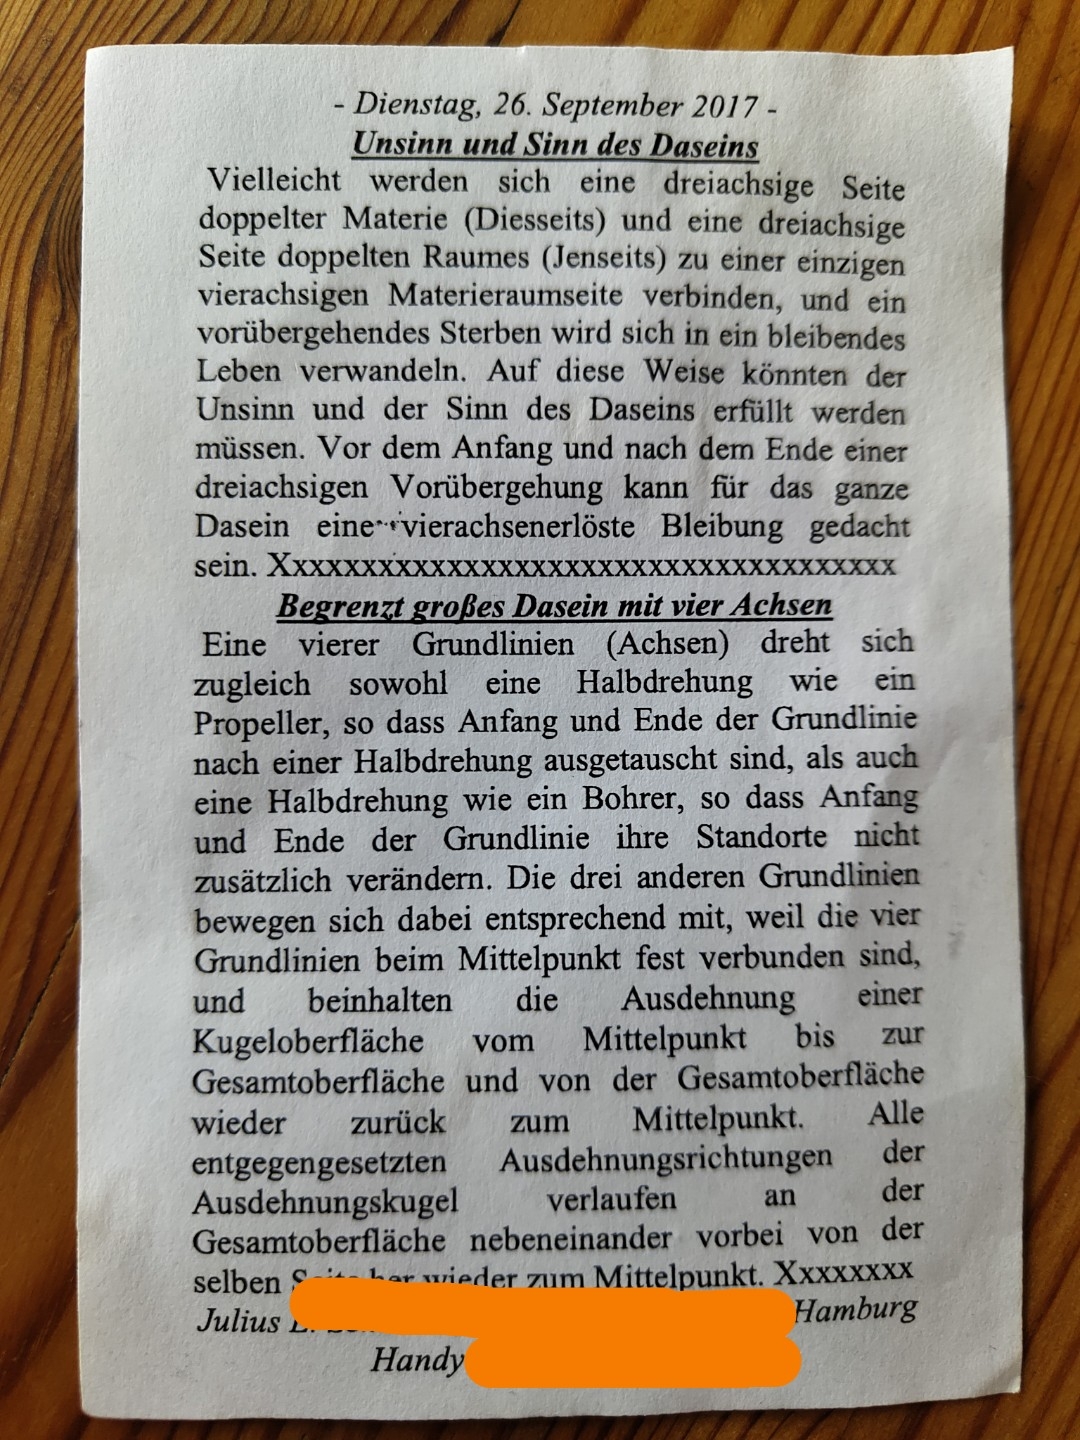 - Dienstag, 26. September 2017 -
Unsinn und Sinn des Daseins
Vielleicht werden sich eine dreiachsige Seite
doppelter Materie (Diesseits) und eine dreiachsige
Seite doppelten Raumes (Jenseits) zu einer einzigen
vierachsigen Materieraumseite verbinden, und ein
vorübergehendes Sterben wird sich in ein bleibendes
Leben verwandeln. Auf diese Weise könnten der
Unsinn und der Sinn des Daseins erfüllt werden
müssen. Vor dem Anfang und nach dem Ende einer
dreiachsigen Vorübergehung kann für das ganze
Dasein eine vierachsenerlöste Bleibung gedacht
sein. Xxxxxxxxxxxxxxxxxxxxxxxxxxxxxxxxxxxxxxxx
Begrenzt großes Dasein mit vier Achsen
Eine vierer Grundlinien (Achsen) dreht sich
zugleich sowohl eine Halbdrehung wie ein
Propeller, so dass Anfang und Ende der Grundlinie
nach einer Halbdrehung ausgetauscht sind, als auch
eine Halbdrehung wie ein Bohrer, so dass Anfang
und Ende der Grundlinie ihre Standorte nicht
zusätzlich verändern. Die drei anderen Grundlinien
bewegen sich dabei entsprechend mit, weil die vier
Grundlinien beim Mittelpunkt fest verbunden sind,
und beinhalten die Ausdehnung einer
Kugeloberfläche vom Mittelpunkt bis zur
Gesamtoberfläche und von der Gesamtoberfläche
wieder zurück zum Mittelpunkt. Alle
entgegengesetzten Ausdehnungsrichtungen der
Ausdehnungskugel verlaufen an der
Gesamtoberfläche nebeneinander vorbei von der
selben Seite her wieder zum Mittelpunkt. Xxxxxxxx
Julius Hamburg
Handy